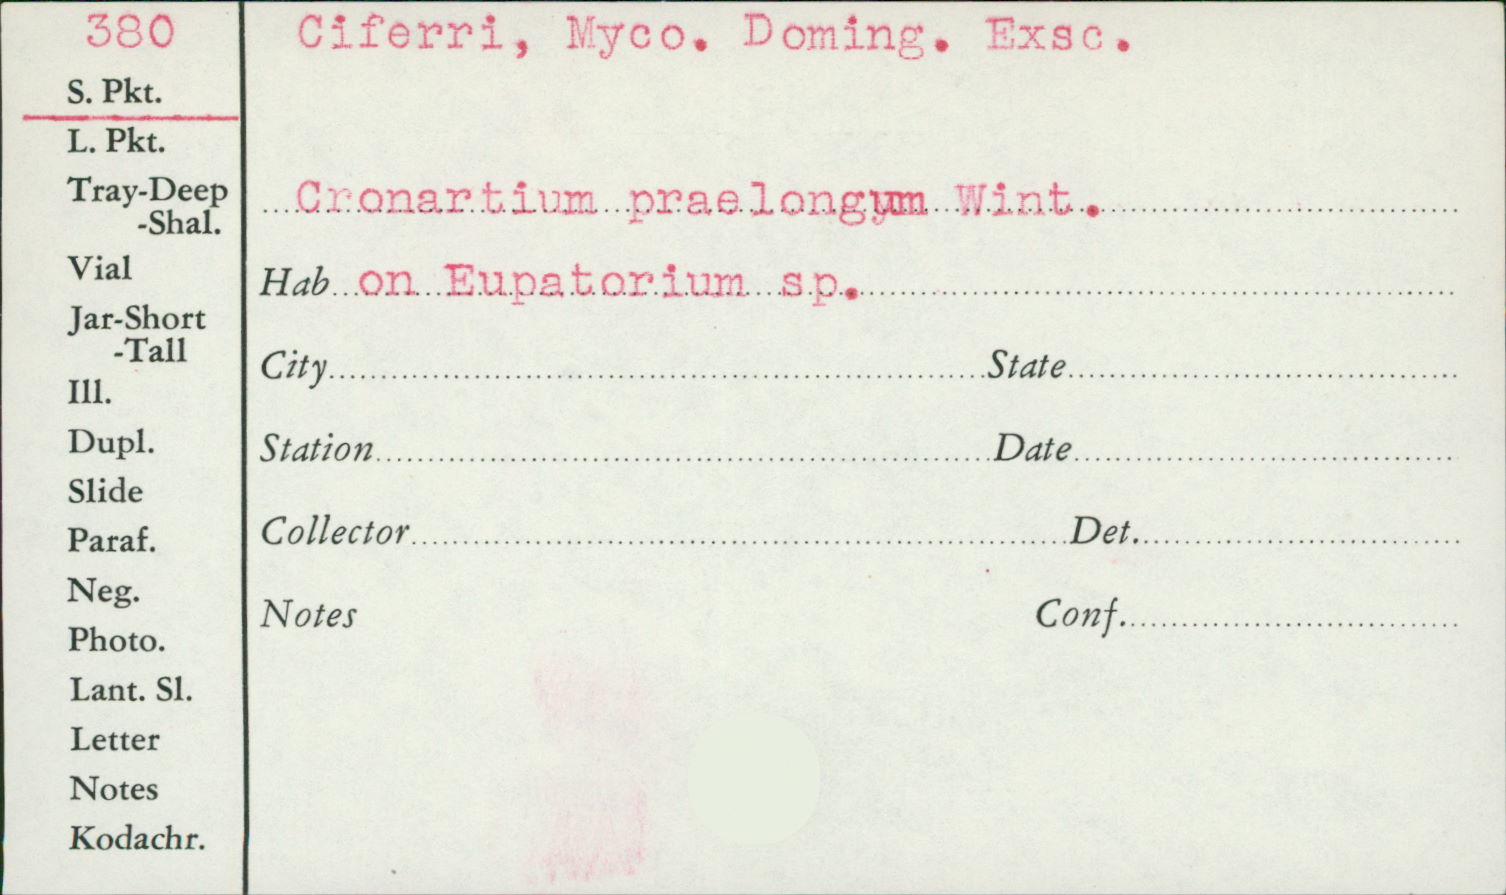 380
S. Pkt.
L. Pkt.
Tray-Deep
-Shal.
Vial
Jar-Short
-Tall
Ill.
Dupl.
Slide
Paraf.
Neg.
Photo.
Lant. Sl.
Letter
Notes
Kodachr.
Ciferri, Myco. Doming. Exsc.
Cronartium praelongum Wint.
Hab on Eupatorium sp.
City State
Station Date
Collector Det.
Notes Conf.